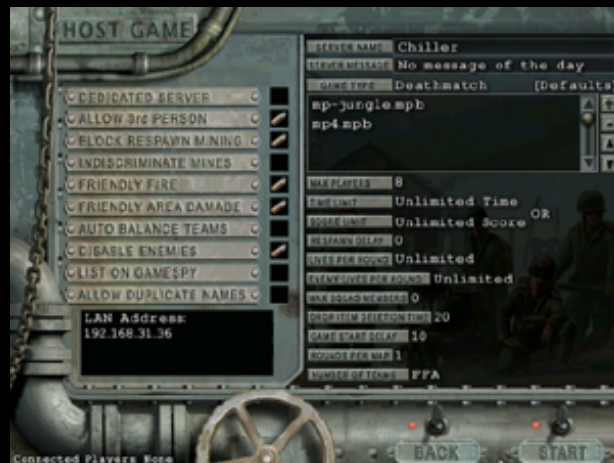 HOST GAME
DEDICATED SERVER
ALLOW 3rd PERSON
BLOCK RESPAWN MINING
INDISCRIMINATE MINES
FRIENDLY FIRE
FRIENDLY AREA DAMAGE
AUTO BALANCE TEAMS
DISABLE ENEMIES
LIST ON GAMESPY
ALLOW DUPLICATE NAMES
LAN Address:
192.168.31.36
Connected Players None
SERVER NAME Chiller
SERVER MESSAGE No message of the day
GAME TYPE Deathmatch [Defaults]
mp-jungle.mpb
mp4.mpb
MAX PLAYERS 8
TIME LIMIT Unlimited Time
OR
SCORE LIMIT Unlimited Score
RESPAWN DELAY 0
LIVES PER ROUND Unlimited
ENEMY LIVES PER ROUND Unlimited
MAX SQUAD MEMBERS 0
DROP ITEM DELETION TIME 20
GAME START DELAY 10
ROUNDS PER MAP 1
NUMBER OF TEAMS FFA
BACK
START